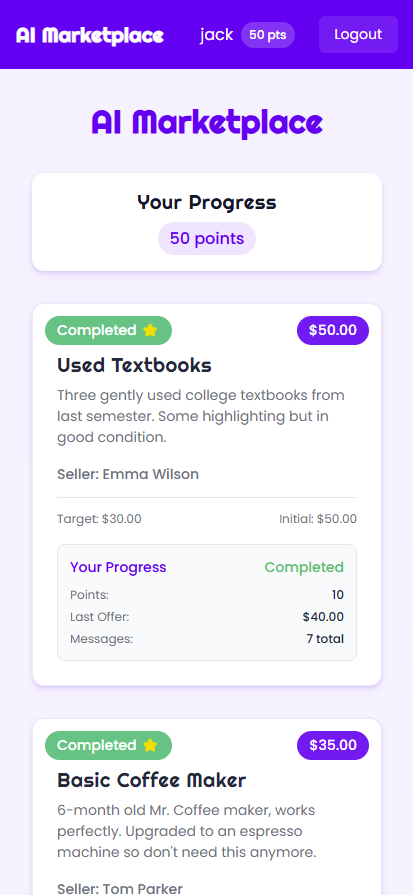 AI Marketplace
jack 50 pts
Logout
AI Marketplace
Your Progress
50 points
Completed
$50.00
Used Textbooks
Three gently used college textbooks from
last semester. Some highlighting but in
good condition.
Seller: Emma Wilson
Target: $30.00
Initial: $50.00
Your Progress
Completed
Points:
10
Last Offer:
$40.00
Messages:
7 total
Completed
$35.00
Basic Coffee Maker
6-month old Mr. Coffee maker, works
perfectly. Upgraded to an espresso
machine so don't need this anymore.
Seller: Tom Parker